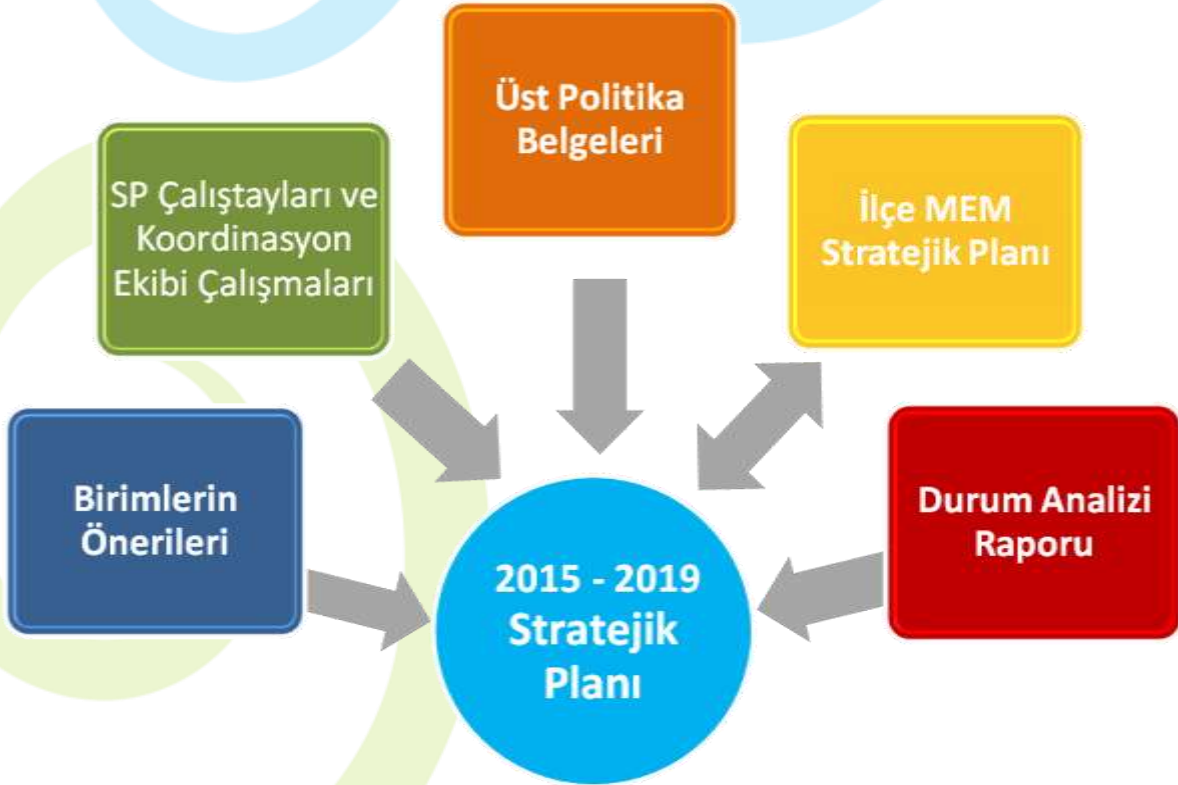 Üst Politika
Belgeleri
SP Çalıştayları ve
Koordinasyon
Ekibi Çalışmaları
İlçe MEM
Stratejik Planı
Birimlerin
Önerileri
Durum Analizi
Raporu
2015 - 2019
Stratejik
Planı